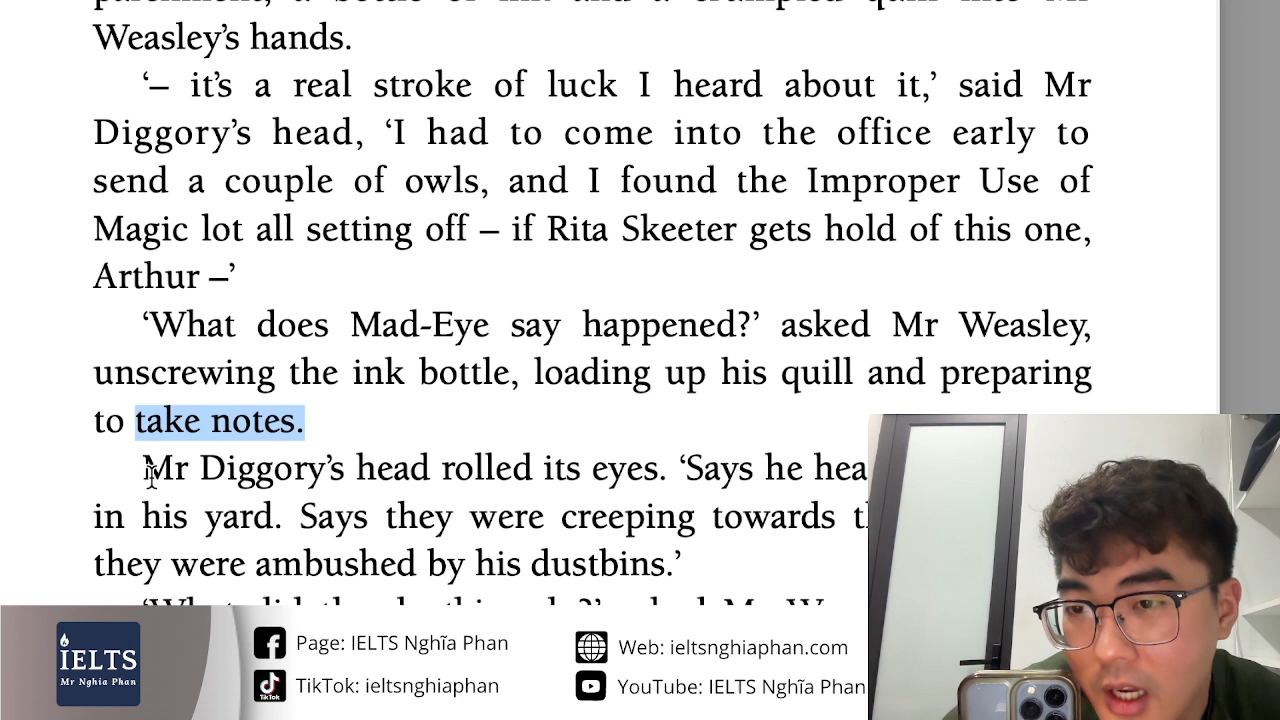 Weasley's hands.
‘– it's a real stroke of luck I heard about it,’ said Mr
Diggory's head, ‘I had to come into the office early to
send a couple of owls, and I found the Improper Use of
Magic lot all setting off – if Rita Skeeter gets hold of this one,
Arthur –’
‘What does Mad-Eye say happened?’ asked Mr Weasley,
unscrewing the ink bottle, loading up his quill and preparing
to take notes.
Mr Diggory's head rolled its eyes. ‘Says he hea
in his yard. Says they were creeping towards
they were ambushed by his dustbins.’
IELTS
Mr Nghia Phan
Page: IELTS Nghĩa Phan
TikTok
TikTok: ieltsnghiaphan
Web: ieltsnghiaphan.com
YouTube: IELTS Nghĩa Phan